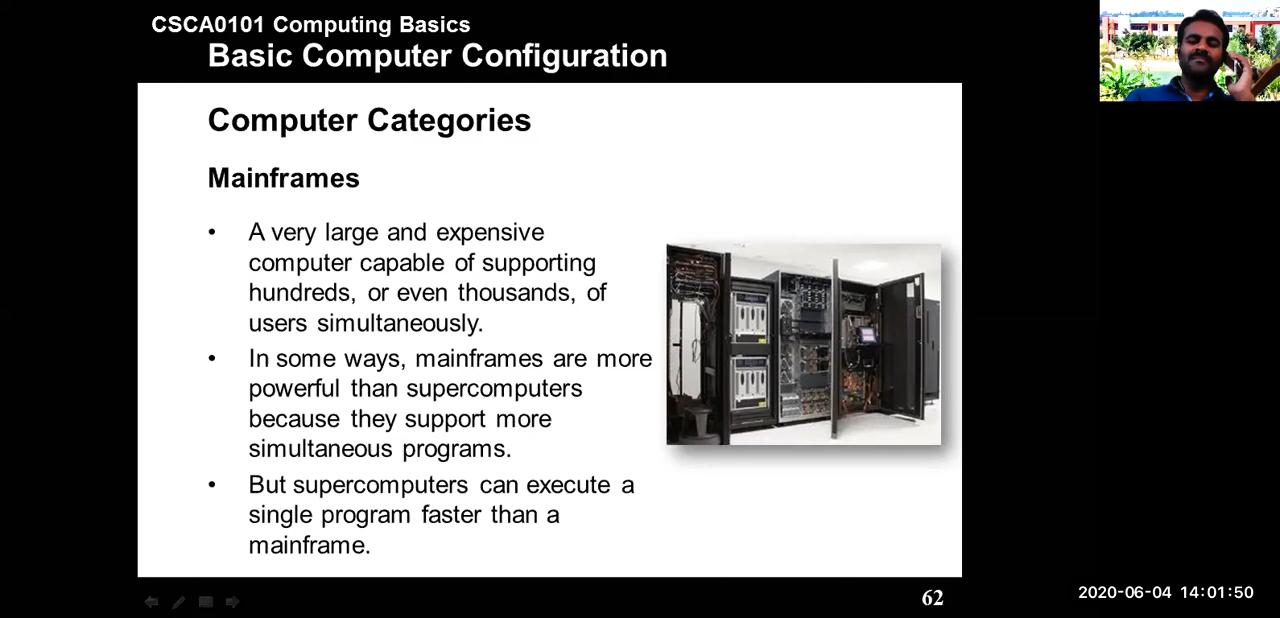 CSCA0101 Computing Basics
Basic Computer Configuration
Computer Categories
Mainframes
• A very large and expensive
computer capable of supporting
hundreds, or even thousands, of
users simultaneously.
• In some ways, mainframes are more
powerful than supercomputers
because they support more
simultaneous programs.
• But supercomputers can execute a
single program faster than a
mainframe.
62
2020-06-04 14:01:50